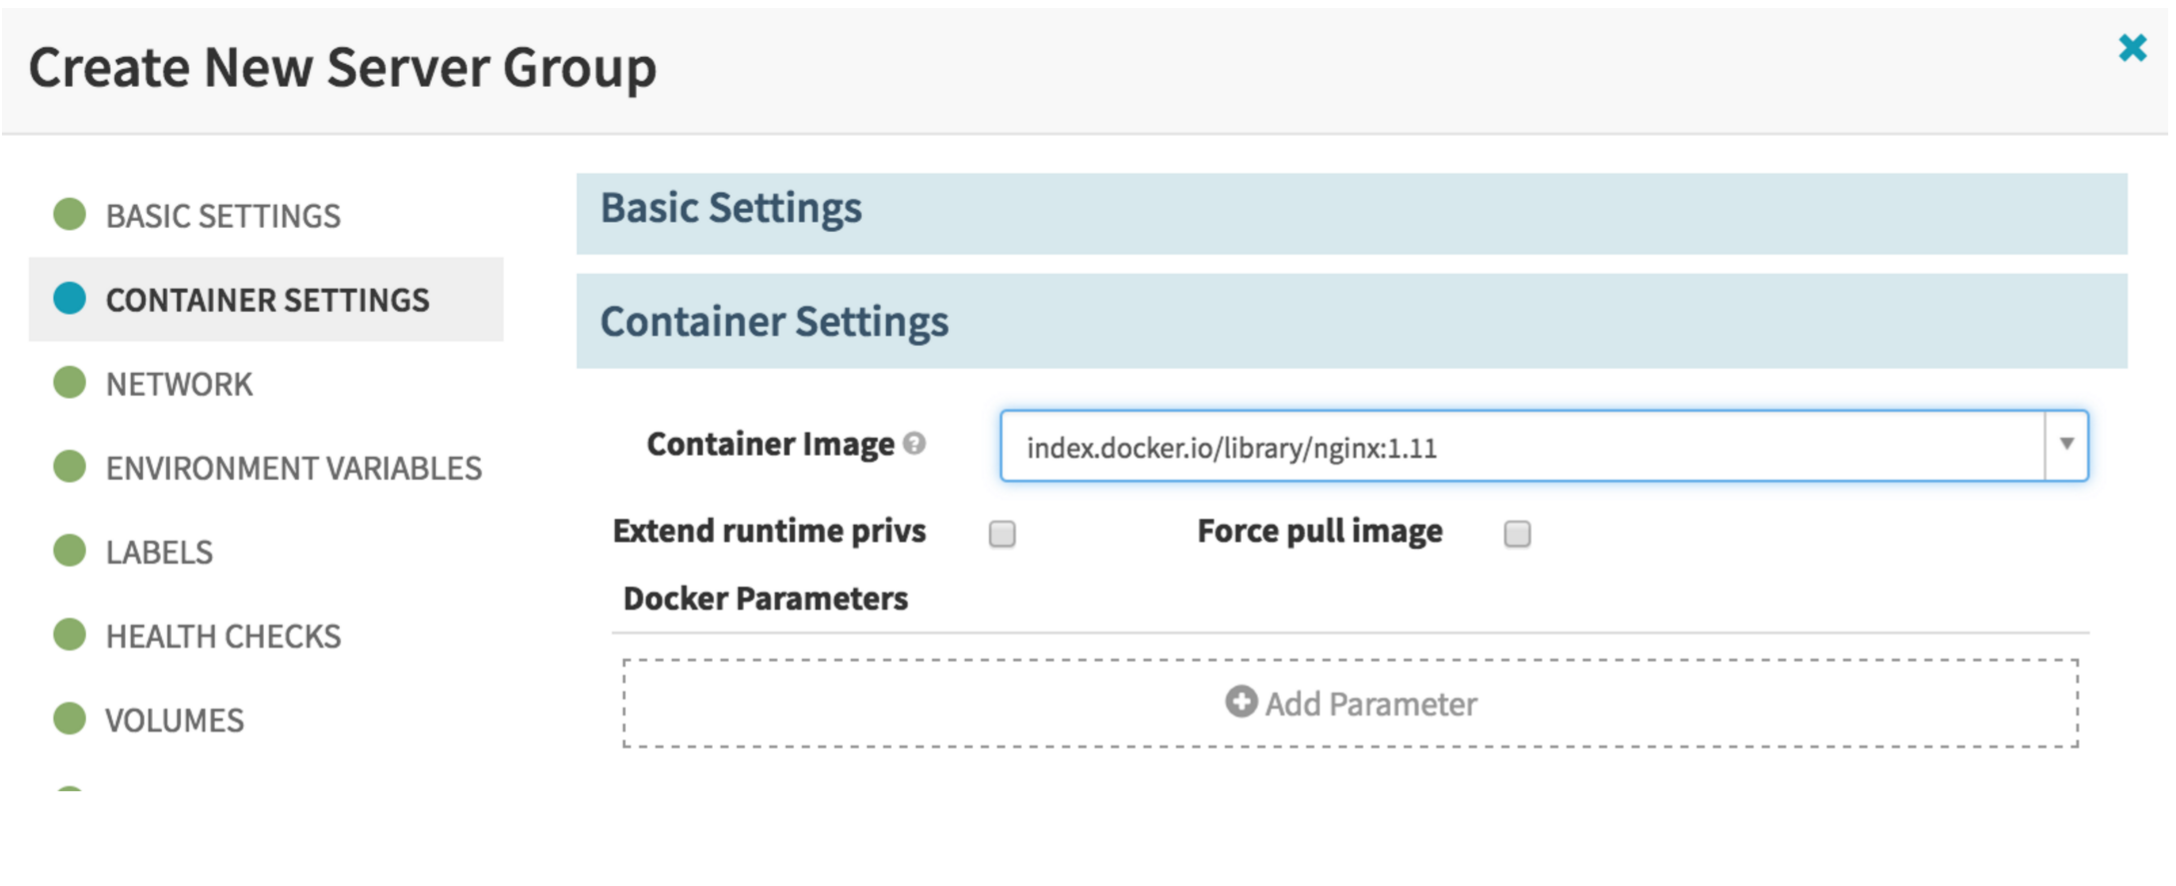 Create New Server Group
BASIC SETTINGS
CONTAINER SETTINGS
NETWORK
ENVIRONMENT VARIABLES
LABELS
HEALTH CHECKS
VOLUMES
Basic Settings
Container Settings
Container Image
index.docker.io/library/nginx:1.11
Extend runtime privs
Force pull image
Docker Parameters
Add Parameter